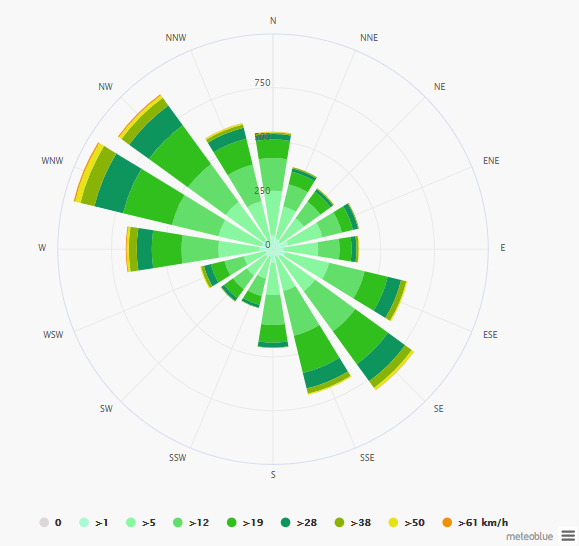 N
NNW
NNE
NW
NE
750
500
WNW
ENE
250
W
0
E
WSW
ESE
SW
SE
SSW
SSE
S
0 >1 >5 >12 >19 >28 >38 >50 >61 km/h
meteoblue